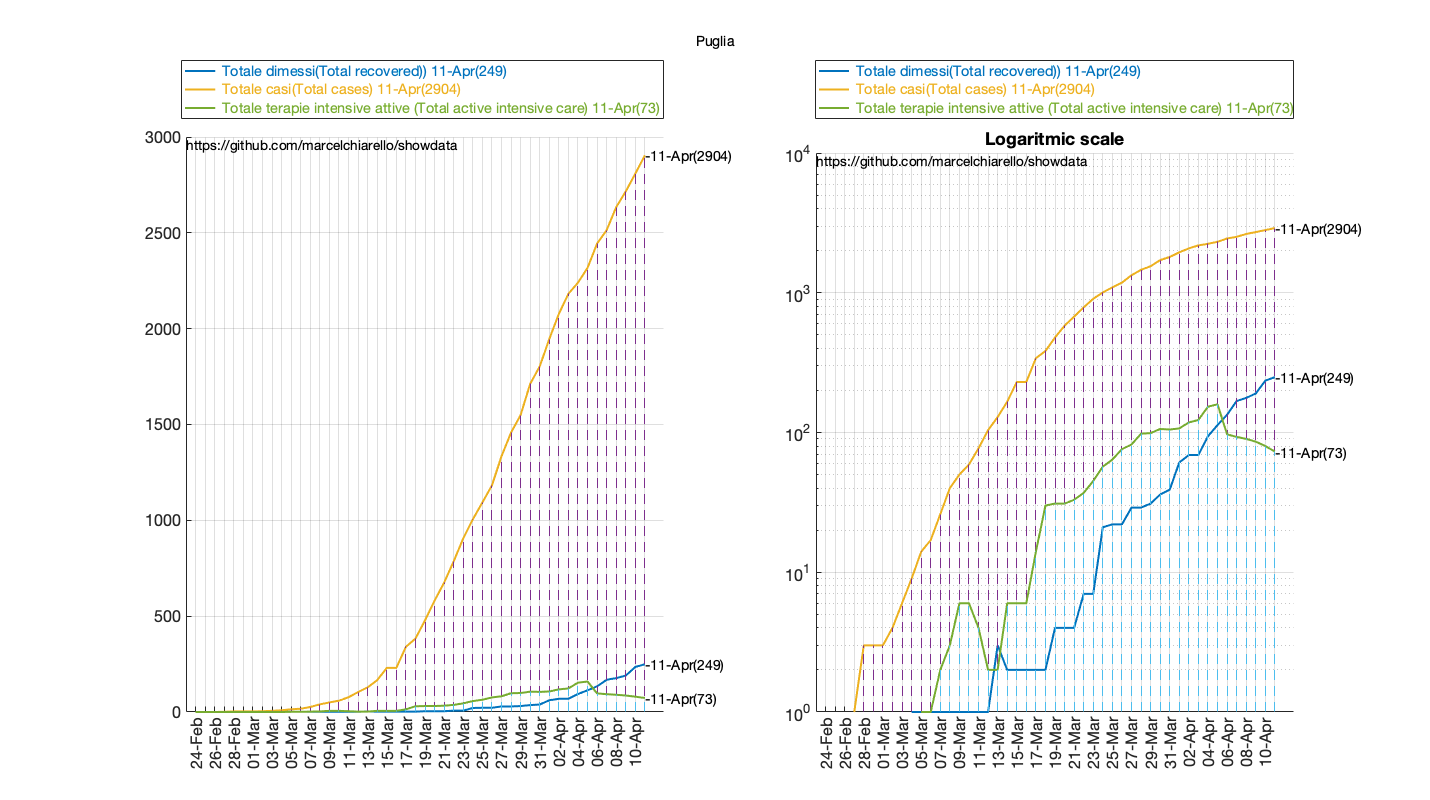 Puglia
Totale dimessi(Total recovered)) 11-Apr(249)
Totale casi(Total cases) 11-Apr(2904)
Totale terapie intensive attive (Total active intensive care) 11-Apr(73)
3000
2500
2000
1500
1000
500
0
https://github.com/marcelchiarello/showdata
-11-Apr(2904)
-11-Apr(249)
-11-Apr(73)
24-Feb
26-Feb
28-Feb
01-Mar
03-Mar
05-Mar
07-Mar
09-Mar
11-Mar
13-Mar
15-Mar
17-Mar
19-Mar
21-Mar
23-Mar
25-Mar
27-Mar
29-Mar
31-Mar
02-Apr
04-Apr
06-Apr
08-Apr
10-Apr
Totale dimessi(Total recovered)) 11-Apr(249)
Totale casi(Total cases) 11-Apr(2904)
Totale terapie intensive attive (Total active intensive care) 11-Apr(73)
Logaritmic scale
10^4
10^3
10^2
10^1
10^0
https://github.com/marcelchiarello/showdata
-11-Apr(2904)
-11-Apr(249)
-11-Apr(73)
24-Feb
26-Feb
28-Feb
01-Mar
03-Mar
05-Mar
07-Mar
09-Mar
11-Mar
13-Mar
15-Mar
17-Mar
19-Mar
21-Mar
23-Mar
25-Mar
27-Mar
29-Mar
31-Mar
02-Apr
04-Apr
06-Apr
08-Apr
10-Apr